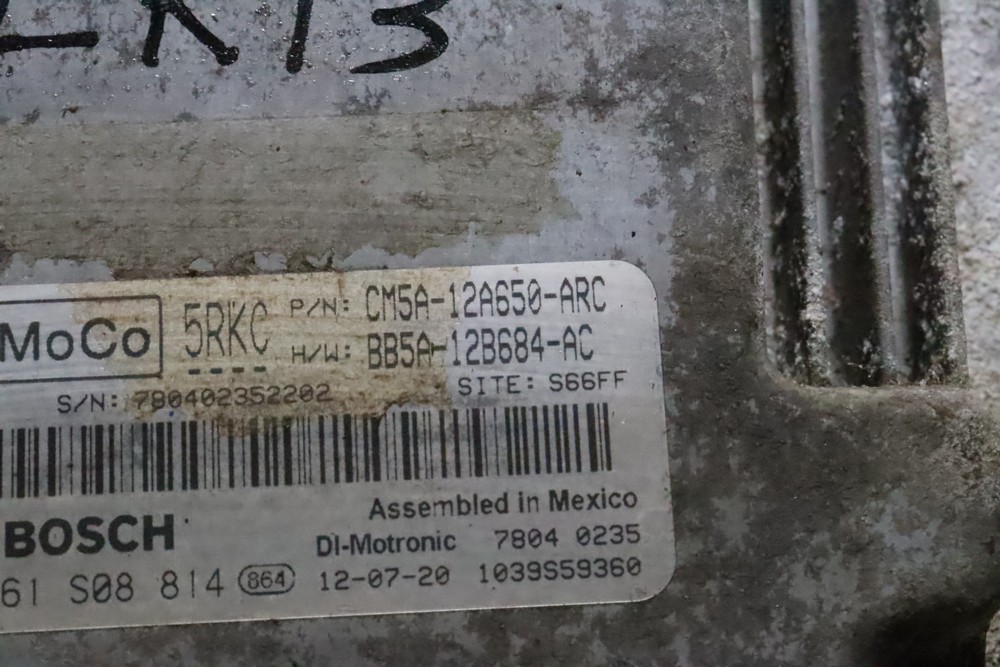 MoCo 5RKC P/N: CM5A-12A650-ARC
H/W: BB5A-12B684-AC
S/N: 780402352202 SITE: S66FF
Assembled in Mexico
BOSCH DI-Motronic 7804 0235
61 S08 814 864 12-07-20 1039S59360